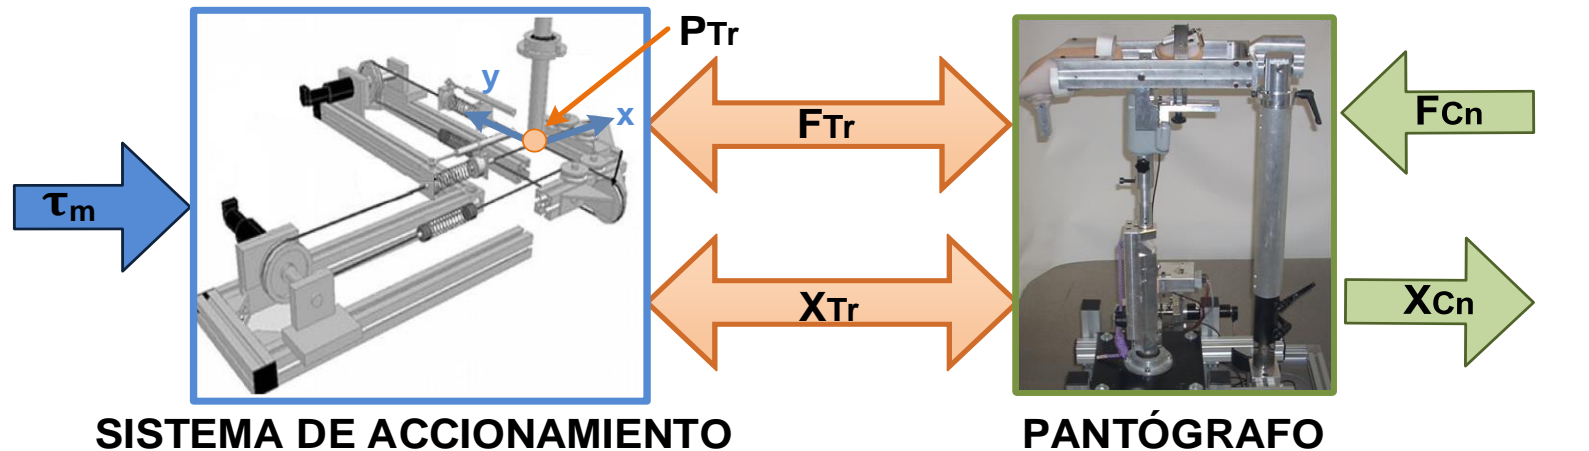 PTr
y
x
FTr
FCn
τm
XTr
XCn
SISTEMA DE ACCIONAMIENTO
PANTÓGRAFO